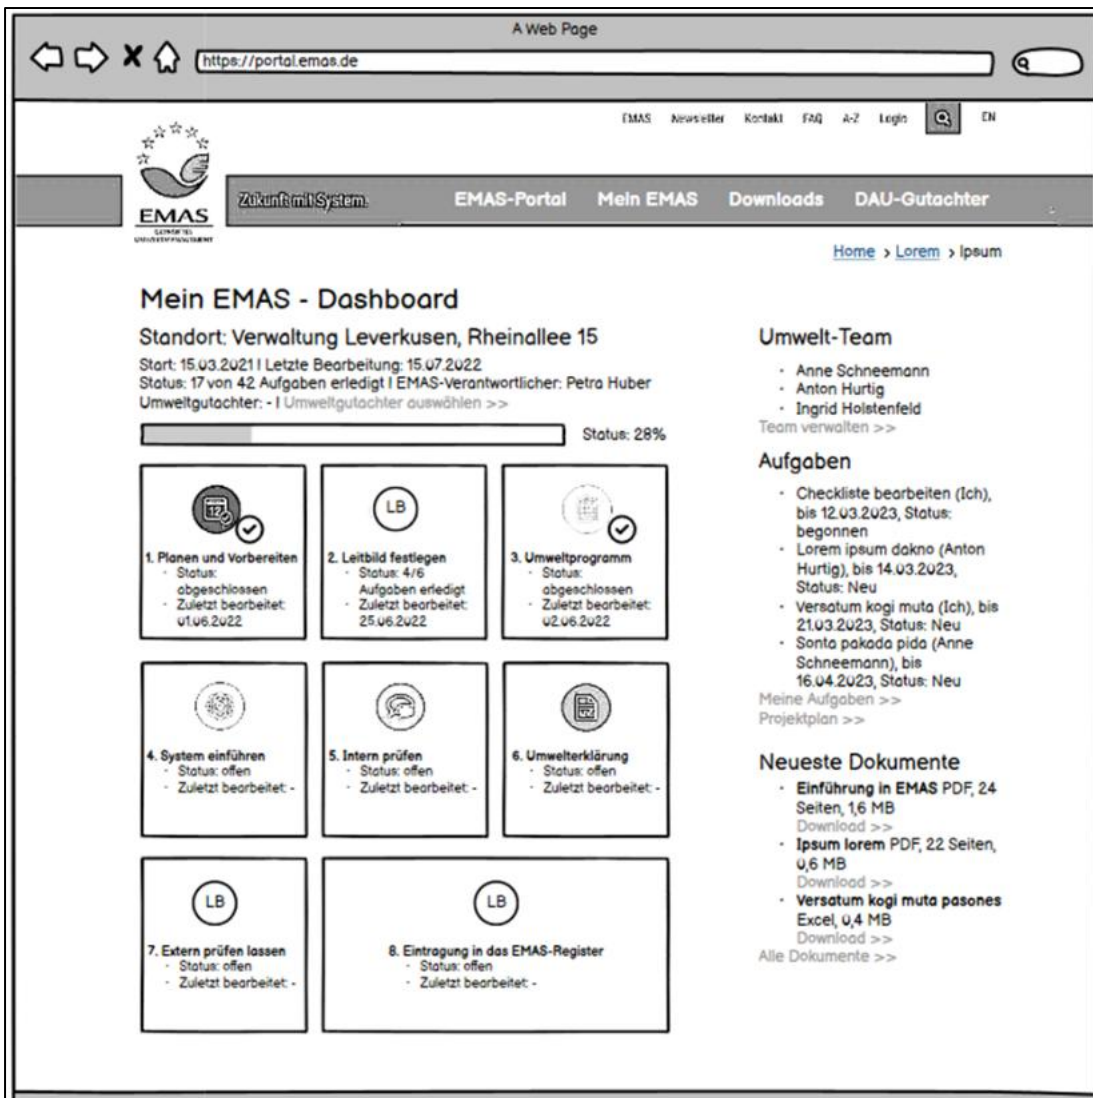 A Web Page
https://portal.emas.de
EMAS Newsletter Kontakt FAQ A-Z Login EN
EMAS
Zukunft mit System.
EMAS-Portal Mein EMAS Downloads DAU-Gutachter
Home > Lorem > Ipsum
Mein EMAS - Dashboard
Standort: Verwaltung Leverkusen, Rheinallee 15
Start: 15.03.2021 I Letzte Bearbeitung: 15.07.2022
Status: 17 von 42 Aufgaben erledigt I EMAS-Verantwortlicher: Petra Huber
Umweltgutachter: - I Umweltgutachter auswählen >>
Status: 28%
12
1. Planen und Vorbereiten
· Status:
abgeschlossen
· Zuletzt bearbeitet:
01.06.2022
LB
2. Leitbild festlegen
· Status: 4/6
Aufgaben erledigt
· Zuletzt bearbeitet:
25.06.2022
3. Umweltprogramm
· Status:
abgeschlossen
· Zuletzt bearbeitet:
02.06.2022
4. System einführen
· Status: offen
· Zuletzt bearbeitet: -
5. Intern prüfen
· Status: offen
· Zuletzt bearbeitet: -
6. Umwelterklärung
· Status: offen
· Zuletzt bearbeitet: -
LB
7. Extern prüfen lassen
· Status: offen
· Zuletzt bearbeitet: -
LB
8. Eintragung in das EMAS-Register
· Status: offen
· Zuletzt bearbeitet: -
Umwelt-Team
· Anne Schneemann
· Anton Hurtig
· Ingrid Holstenfeld
Team verwalten >>
Aufgaben
· Checkliste bearbeiten (Ich),
bis 12.03.2023, Status:
begonnen
· Lorem ipsum dakno (Anton
Hurtig), bis 14.03.2023,
Status: Neu
· Versatum kogi muta (Ich), bis
21.03.2023, Status: Neu
· Sonta pakada pida (Anne
Schneemann), bis
16.04.2023, Status: Neu
Meine Aufgaben >>
Projektplan >>
Neueste Dokumente
· Einführung in EMAS PDF, 24
Seiten, 1,6 MB
Download >>
· Ipsum lorem PDF, 22 Seiten,
0,6 MB
Download >>
· Versatum kogi muta pasones
Excel, 0,4 MB
Download >>
Alle Dokumente >>